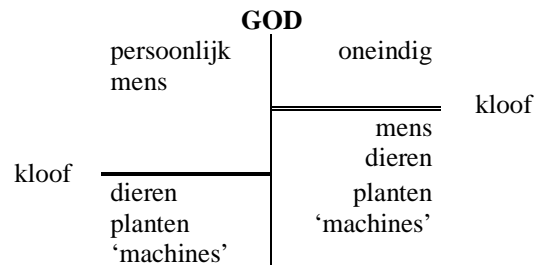 GOD
persoonlijk oneindig
mens
kloof
mens
dieren
kloof
dieren planten
planten ‘machines’
‘machines’